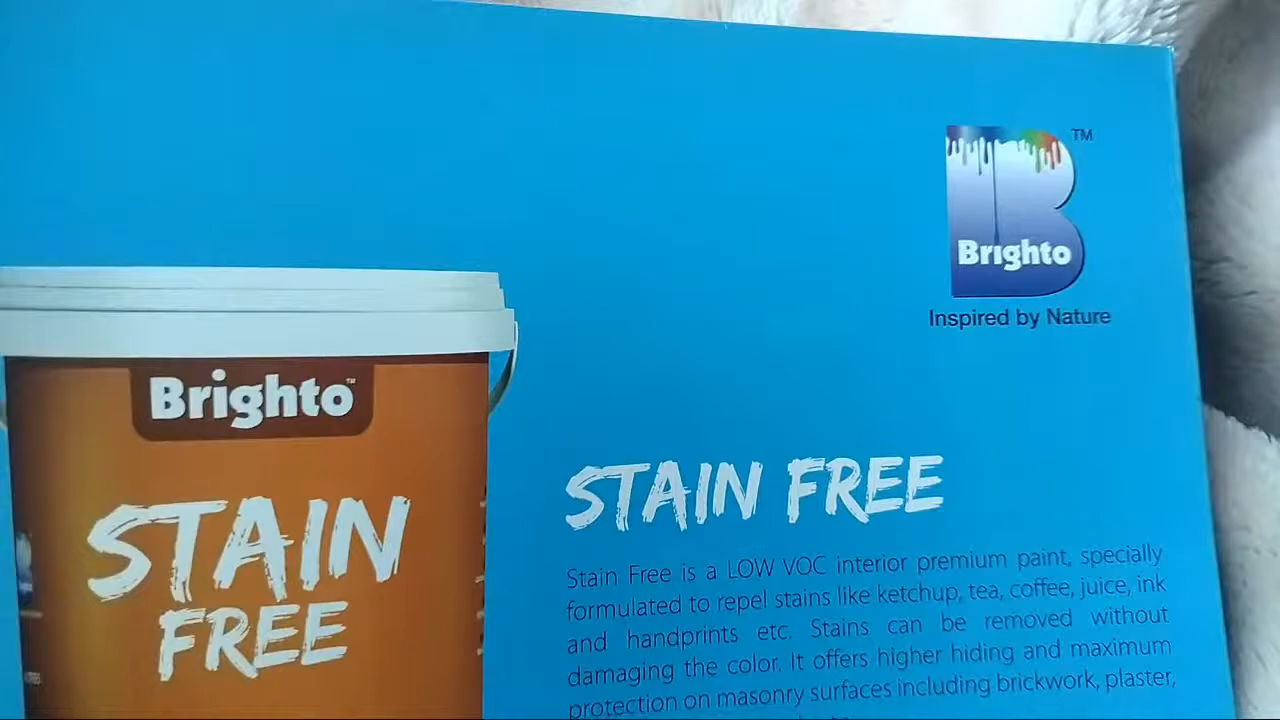 TM
Brighto
Inspired by Nature
Brighto
STAIN
FREE
STAIN FREE
Stain Free is a LOW VOC interior premium paint, specially
formulated to repel stains like ketchup, tea, coffee, juice, ink
and handprints etc. Stains can be removed without
damaging the color. It offers higher hiding and maximum
protection on masonry surfaces including brickwork, plaster,